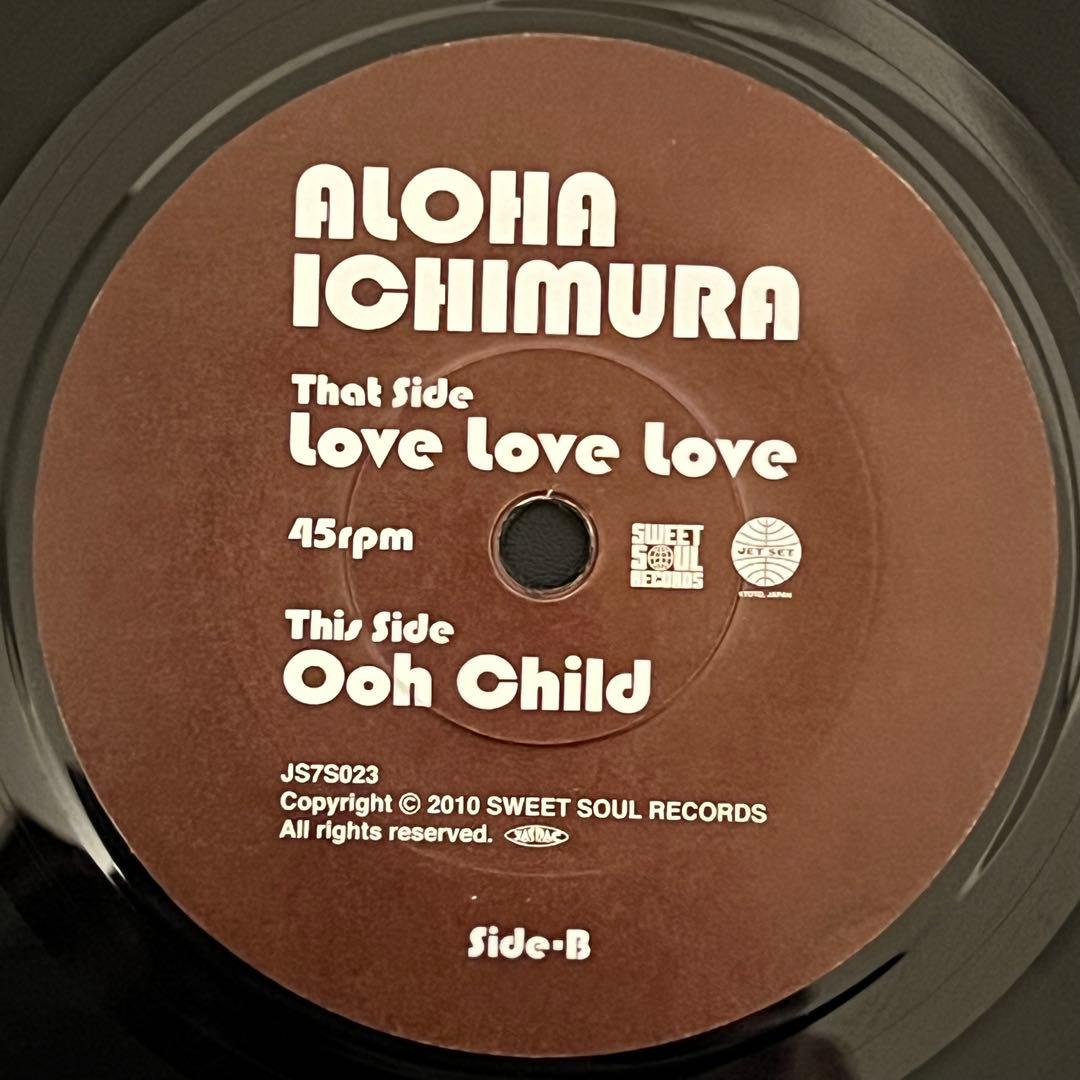 ALOHA
ICHIMURA
That Side
Love Love Love
45rpm
SWEET
SOUL
RECORDS
JET SET
KYOTO, JAPAN
This Side
Ooh Child
JS7S023
Copyright © 2010 SWEET SOUL RECORDS
All rights reserved. JASRAC
Side-B